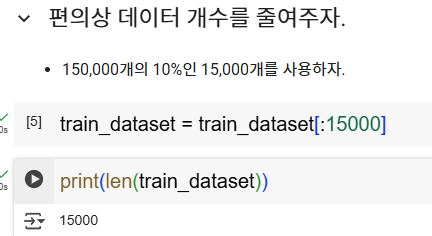 편의상 데이터 개수를 줄여주자.
150,000개의 10%인 15,000개를 사용하자.
[5] train_dataset = train_dataset[:15000]
0s
print(len(train_dataset))
0s
15000